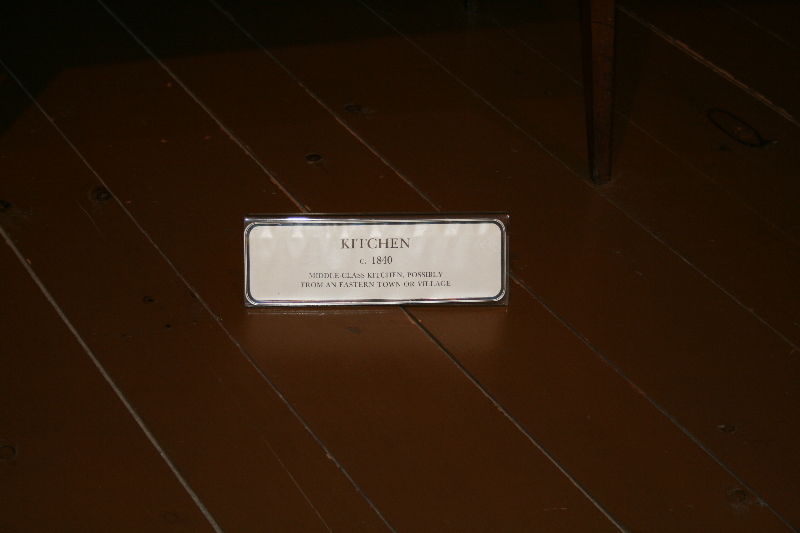 KITCHEN
c. 1840
MIDDLE-CLASS KITCHEN, POSSIBLY
FROM AN EASTERN TOWN OR VILLAGE